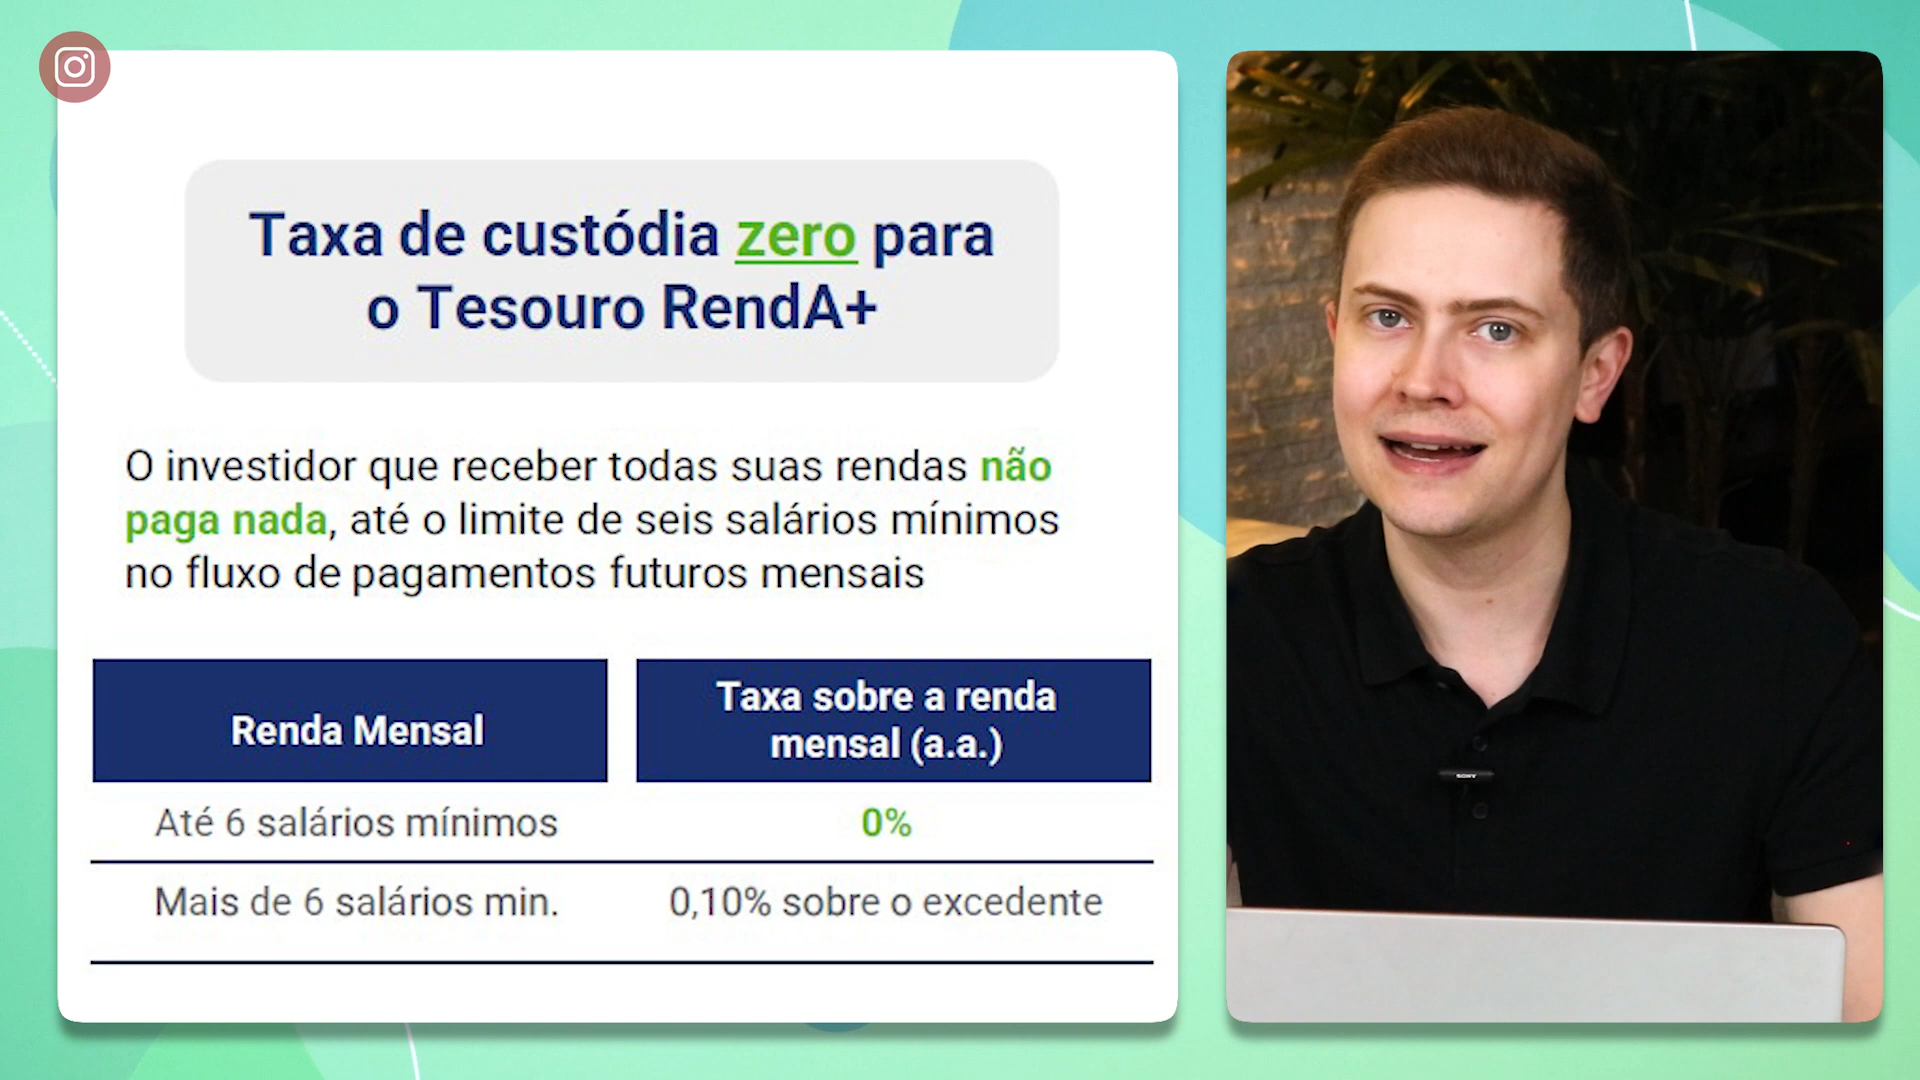 Taxa de custódia zero para
o Tesouro RendA+
O investidor que receber todas suas rendas não
paga nada, até o limite de seis salários mínimos
no fluxo de pagamentos futuros mensais
Renda Mensal
Taxa sobre a renda
mensal (a.a.)
Até 6 salários mínimos
0%
Mais de 6 salários min.
0,10% sobre o excedente
SONY